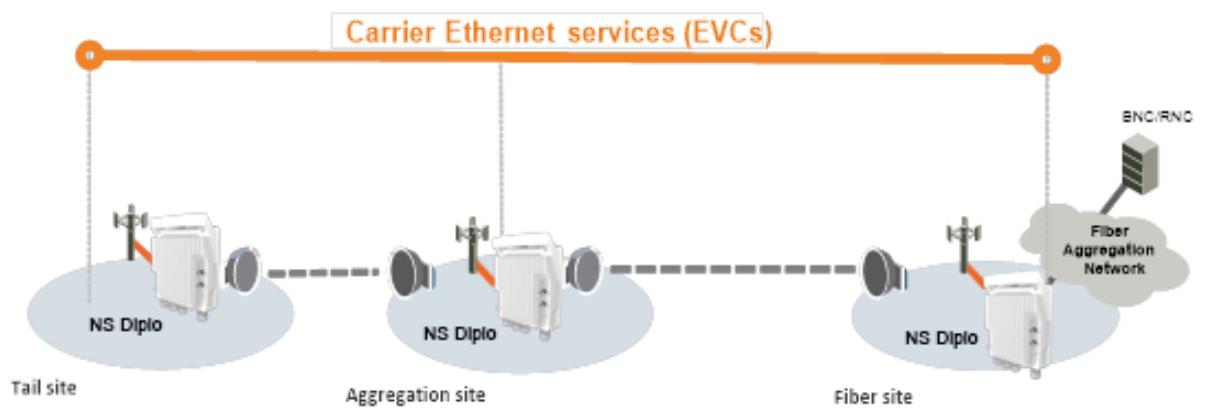 Carrier Ethernet services (EVCs)
BNC/RNC
Fiber
Aggregation
Network
NS Diplo
NS Diplo
NS Diplo
Tail site
Aggregation site
Fiber site